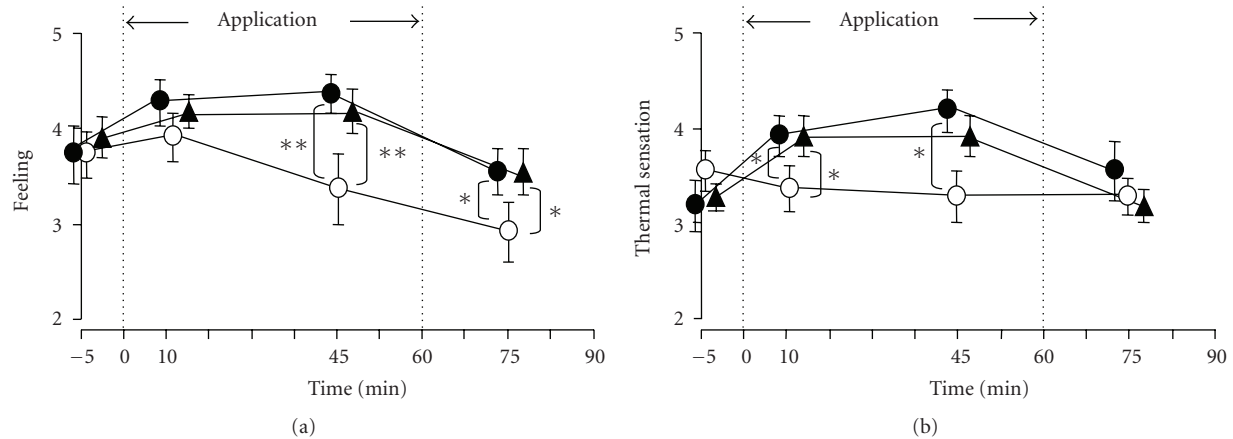 Application
5
4
3
2
Feeling
** **
* *
−5 0 10 45 60 75 90
Time (min)
(a)
Application
5
4
3
2
Thermal sensation
* * *
−5 0 10 45 60 75 90
Time (min)
(b)